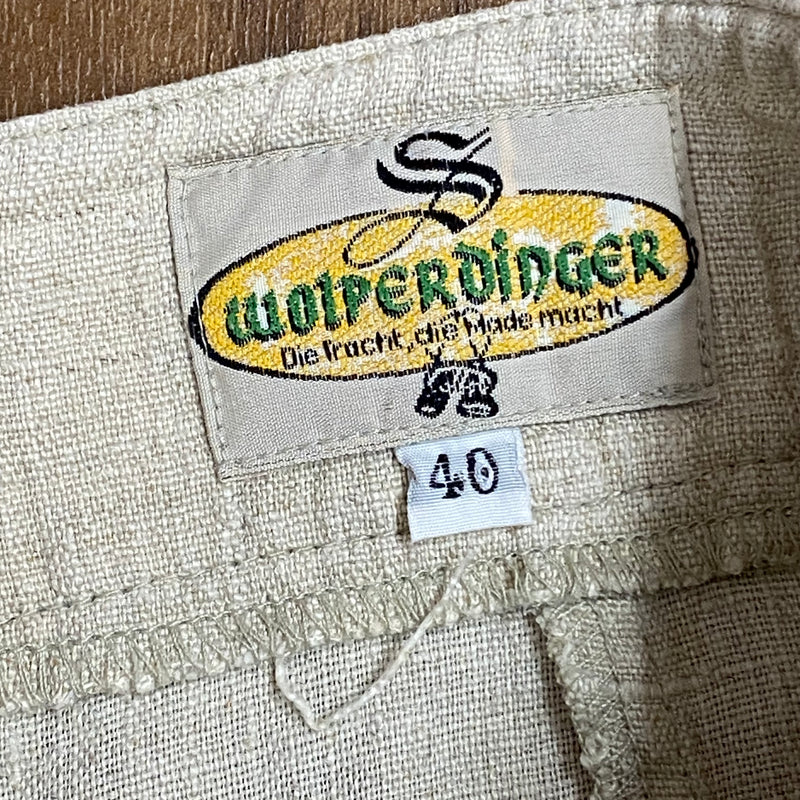 S
WOLPERDINGER
Die Tracht, die Mode macht
40